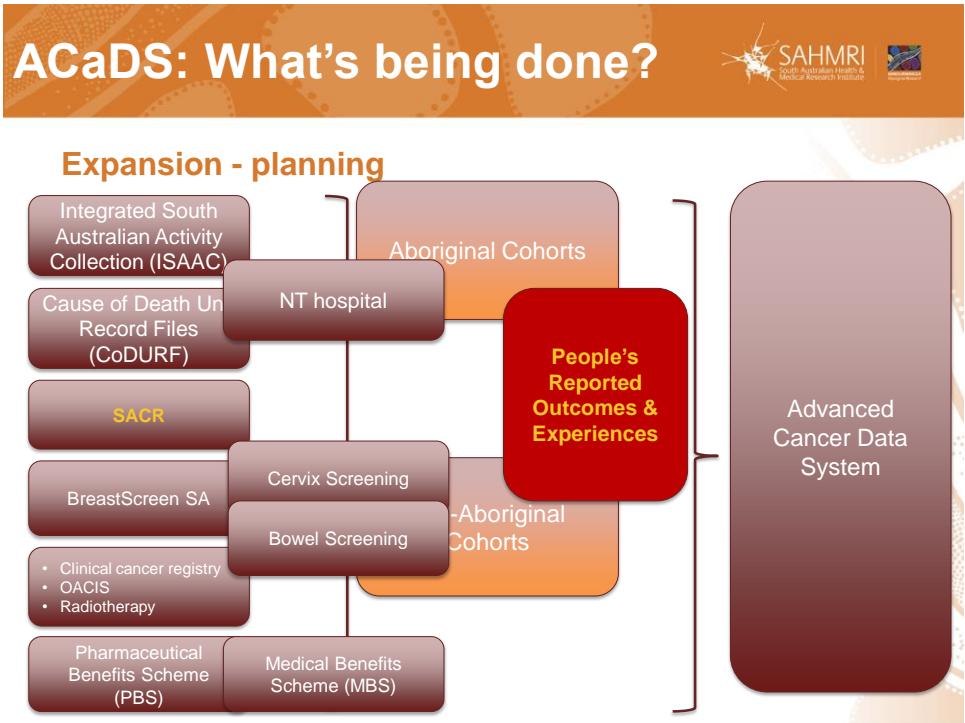 ACaDS: What's being done?
SAHMRI
South Australian Health &
Medical Research Institute
Expansion - planning
Integrated South
Australian Activity
Collection (ISAAC)
Cause of Death Un
Record Files
(CoDURF)
SACR
BreastScreen SA
• Clinical cancer registry
• OACIS
• Radiotherapy
Pharmaceutical
Benefits Scheme
(PBS)
NT hospital
Cervix Screening
Bowel Screening
Medical Benefits
Scheme (MBS)
Aboriginal Cohorts
-Aboriginal
Cohorts
People's
Reported
Outcomes &
Experiences
Advanced
Cancer Data
System